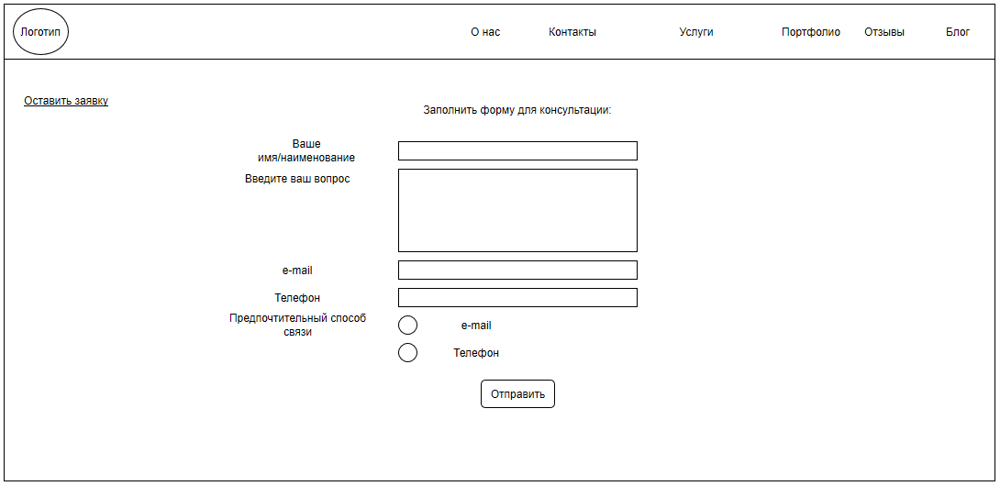 Логотип
О нас
Контакты
Услуги
Портфолио
Отзывы
Блог
Оставить заявку
Заполнить форму для консультации:
Ваше
имя/наименование
Введите ваш вопрос
e-mail
Телефон
Предпочтительный способ
связи
e-mail
Телефон
Отправить